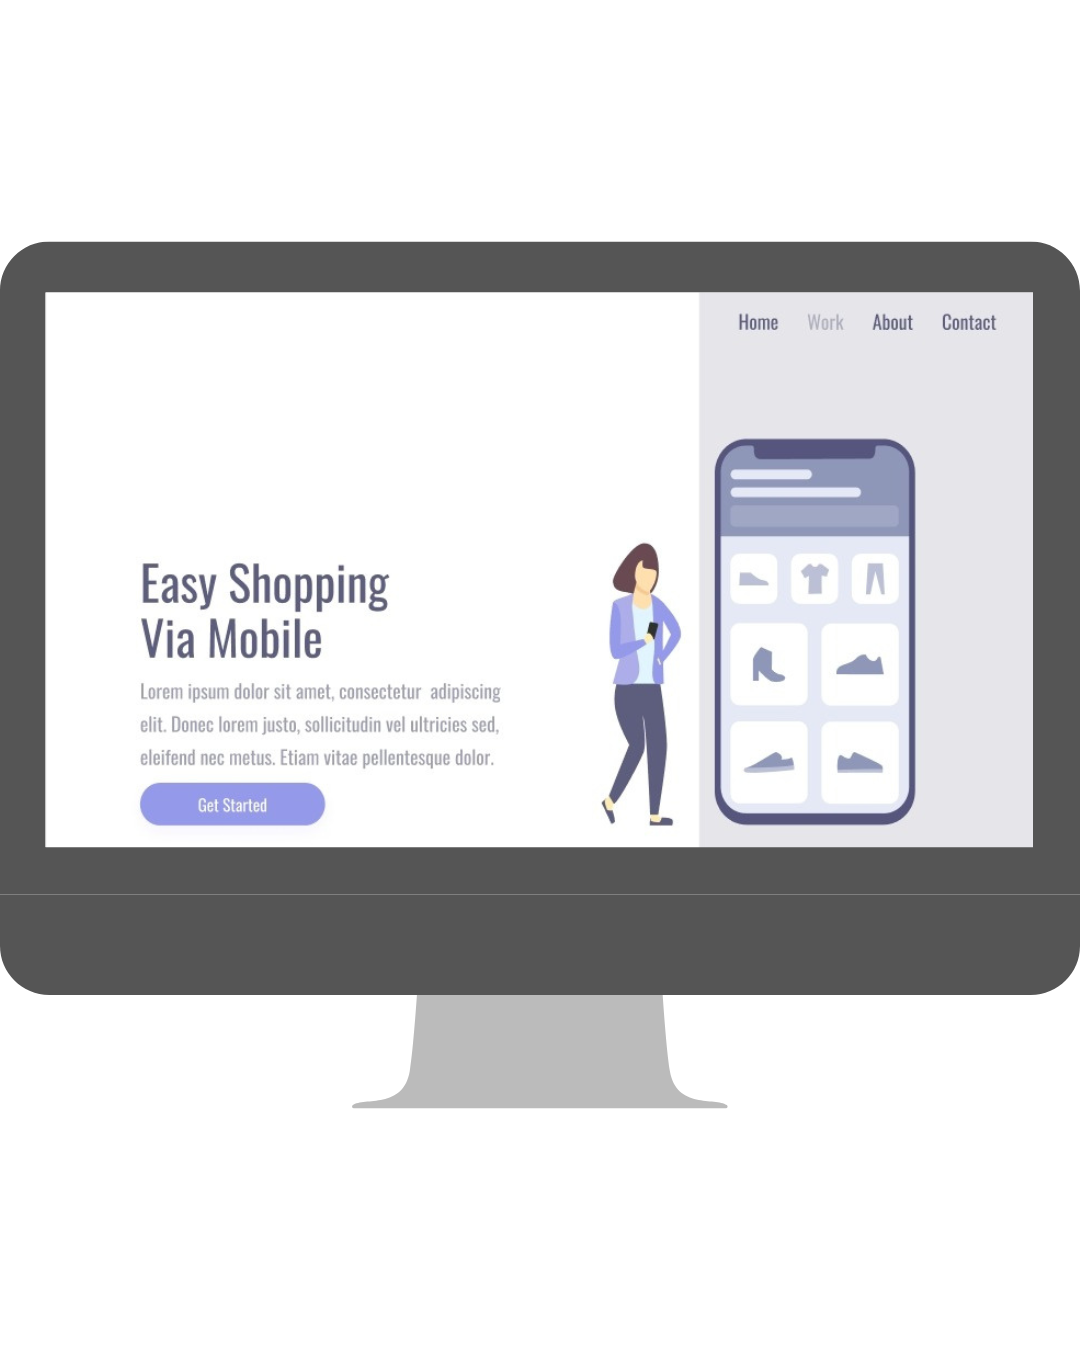 Home Work About Contact
Easy Shopping
Via Mobile
Lorem ipsum dolor sit amet, consectetur adipiscing
elit. Donec lorem justo, sollicitudin vel ultricies sed,
eleifend nec metus. Etiam vitae pellentesque dolor.
Get Started